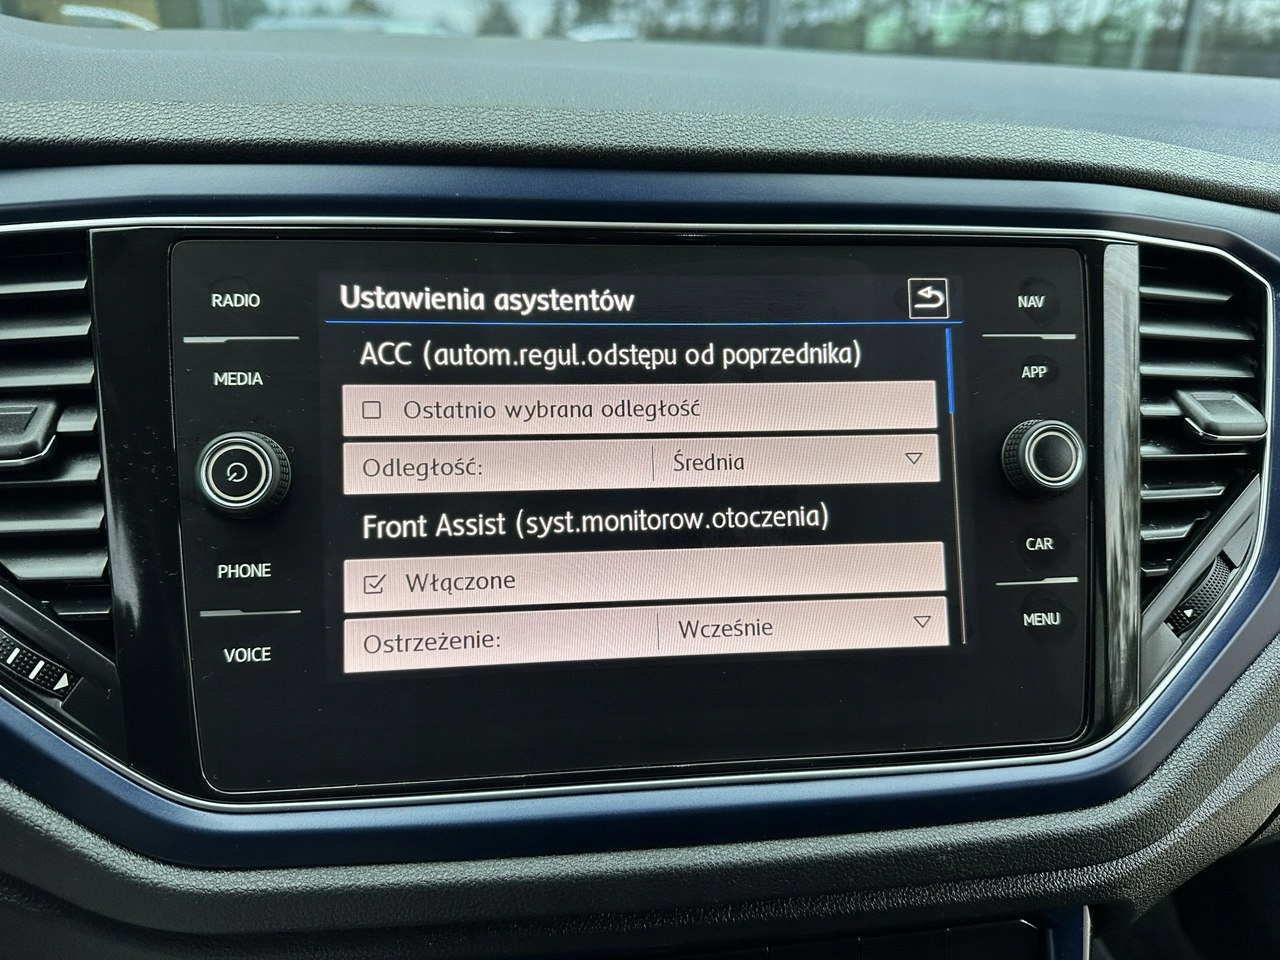 RADIO
MEDIA
PHONE
VOICE
Ustawienia asystentów
ACC (autom.regul.odstępu od poprzednika)
Ostatnio wybrana odległość
Odległość: Średnia
Front Assist (syst.monitorow.otoczenia)
Włączone
Ostrzeżenie: Wcześnie
NAV
APP
CAR
MENU